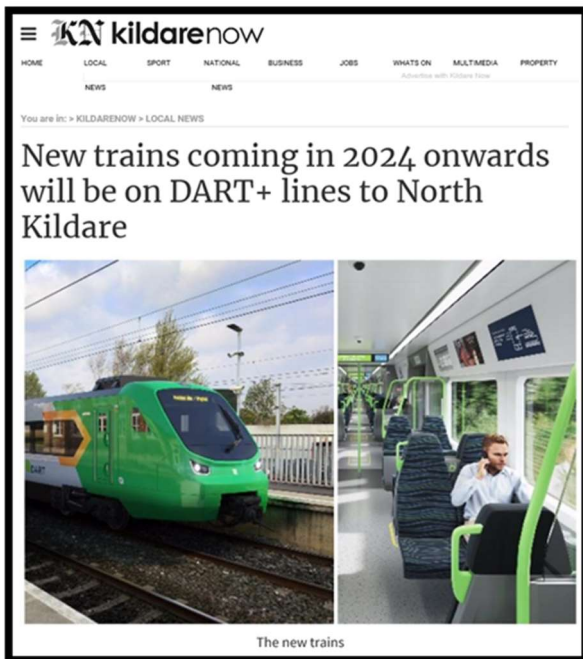 KN kildarenow
HOME LOCAL NEWS SPORT NATIONAL NEWS BUSINESS JOBS WHATS ON MULTIMEDIA PROPERTY
Advertise with Kildare Now
You are in: > KILDARENOW > LOCAL NEWS
New trains coming in 2024 onwards
will be on DART+ lines to North
Kildare
DART
The new trains